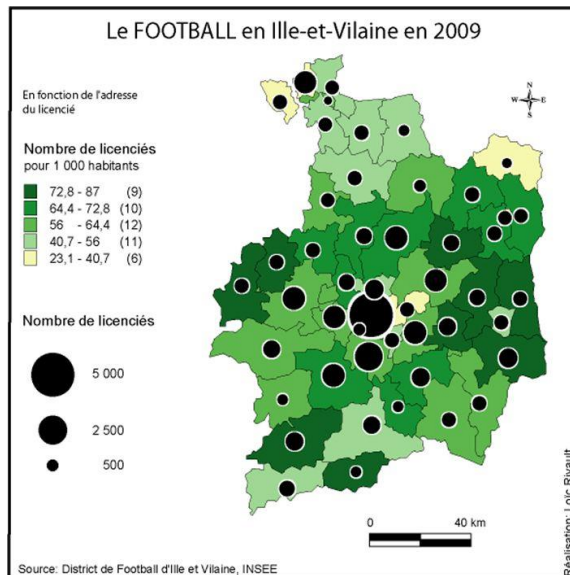 Le FOOTBALL en Ille-et-Vilaine en 2009
En fonction de l'adresse
du licencié
N
W E
S
Nombre de licenciés
pour 1 000 habitants
72,8 - 87 (9)
64,4 - 72,8 (10)
56 - 64,4 (12)
40,7 - 56 (11)
23,1 - 40,7 (6)
Nombre de licenciés
5 000
2 500
500
0 40 km
Source: District de Football d'Ille et Vilaine, INSEE
Réalisation: Loïc Rivault